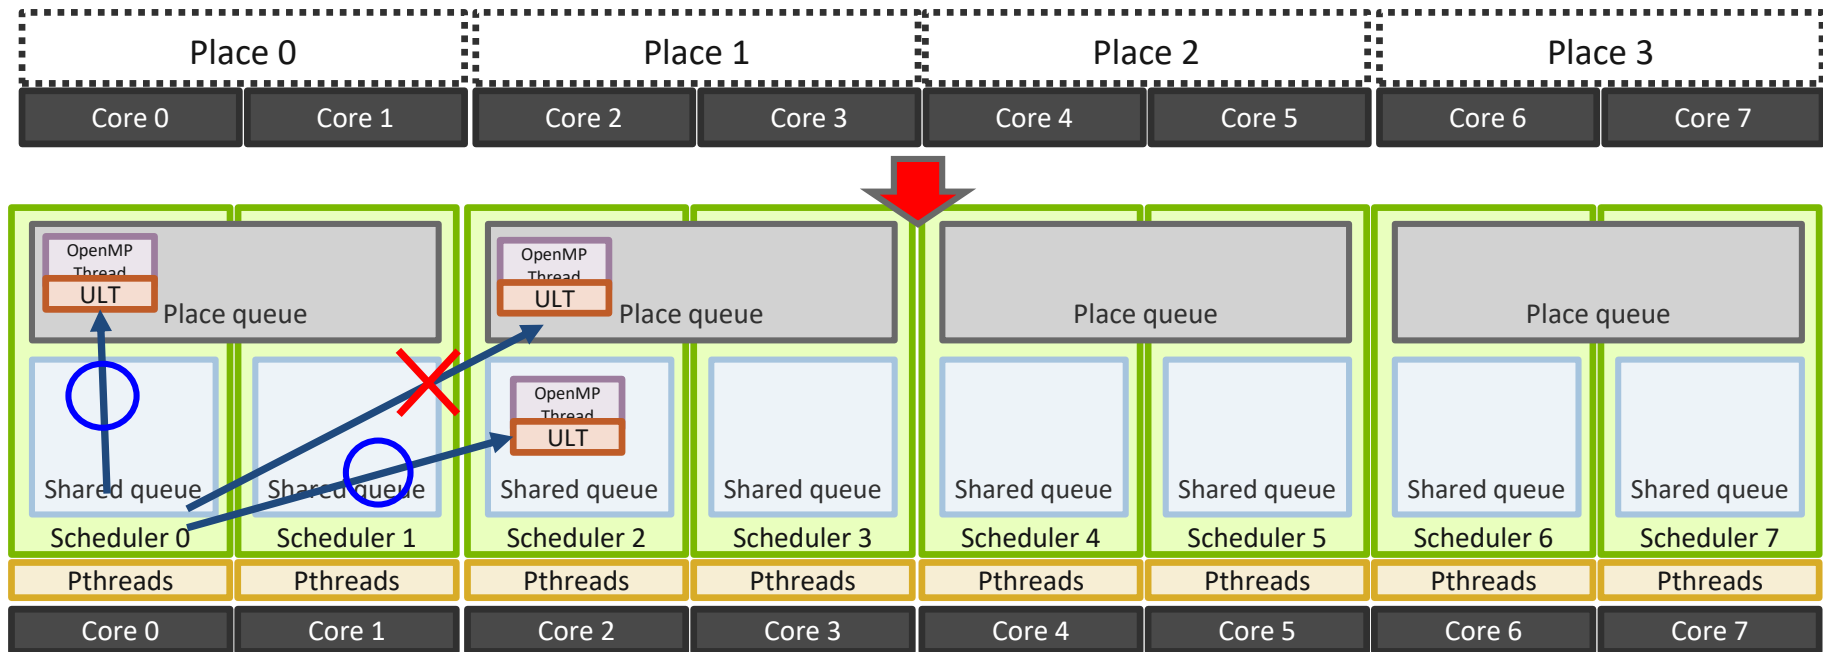 Place 0 Place 1 Place 2 Place 3
Core 0 Core 1 Core 2 Core 3 Core 4 Core 5 Core 6 Core 7
OpenMP
Thread
ULT
Place queue
OpenMP
Thread
ULT
Place queue
Place queue
Place queue
OpenMP
Thread
ULT
Shared queue Shared queue Shared queue Shared queue Shared queue Shared queue Shared queue Shared queue
Scheduler 0 Scheduler 1 Scheduler 2 Scheduler 3 Scheduler 4 Scheduler 5 Scheduler 6 Scheduler 7
Pthreads Pthreads Pthreads Pthreads Pthreads Pthreads Pthreads Pthreads
Core 0 Core 1 Core 2 Core 3 Core 4 Core 5 Core 6 Core 7